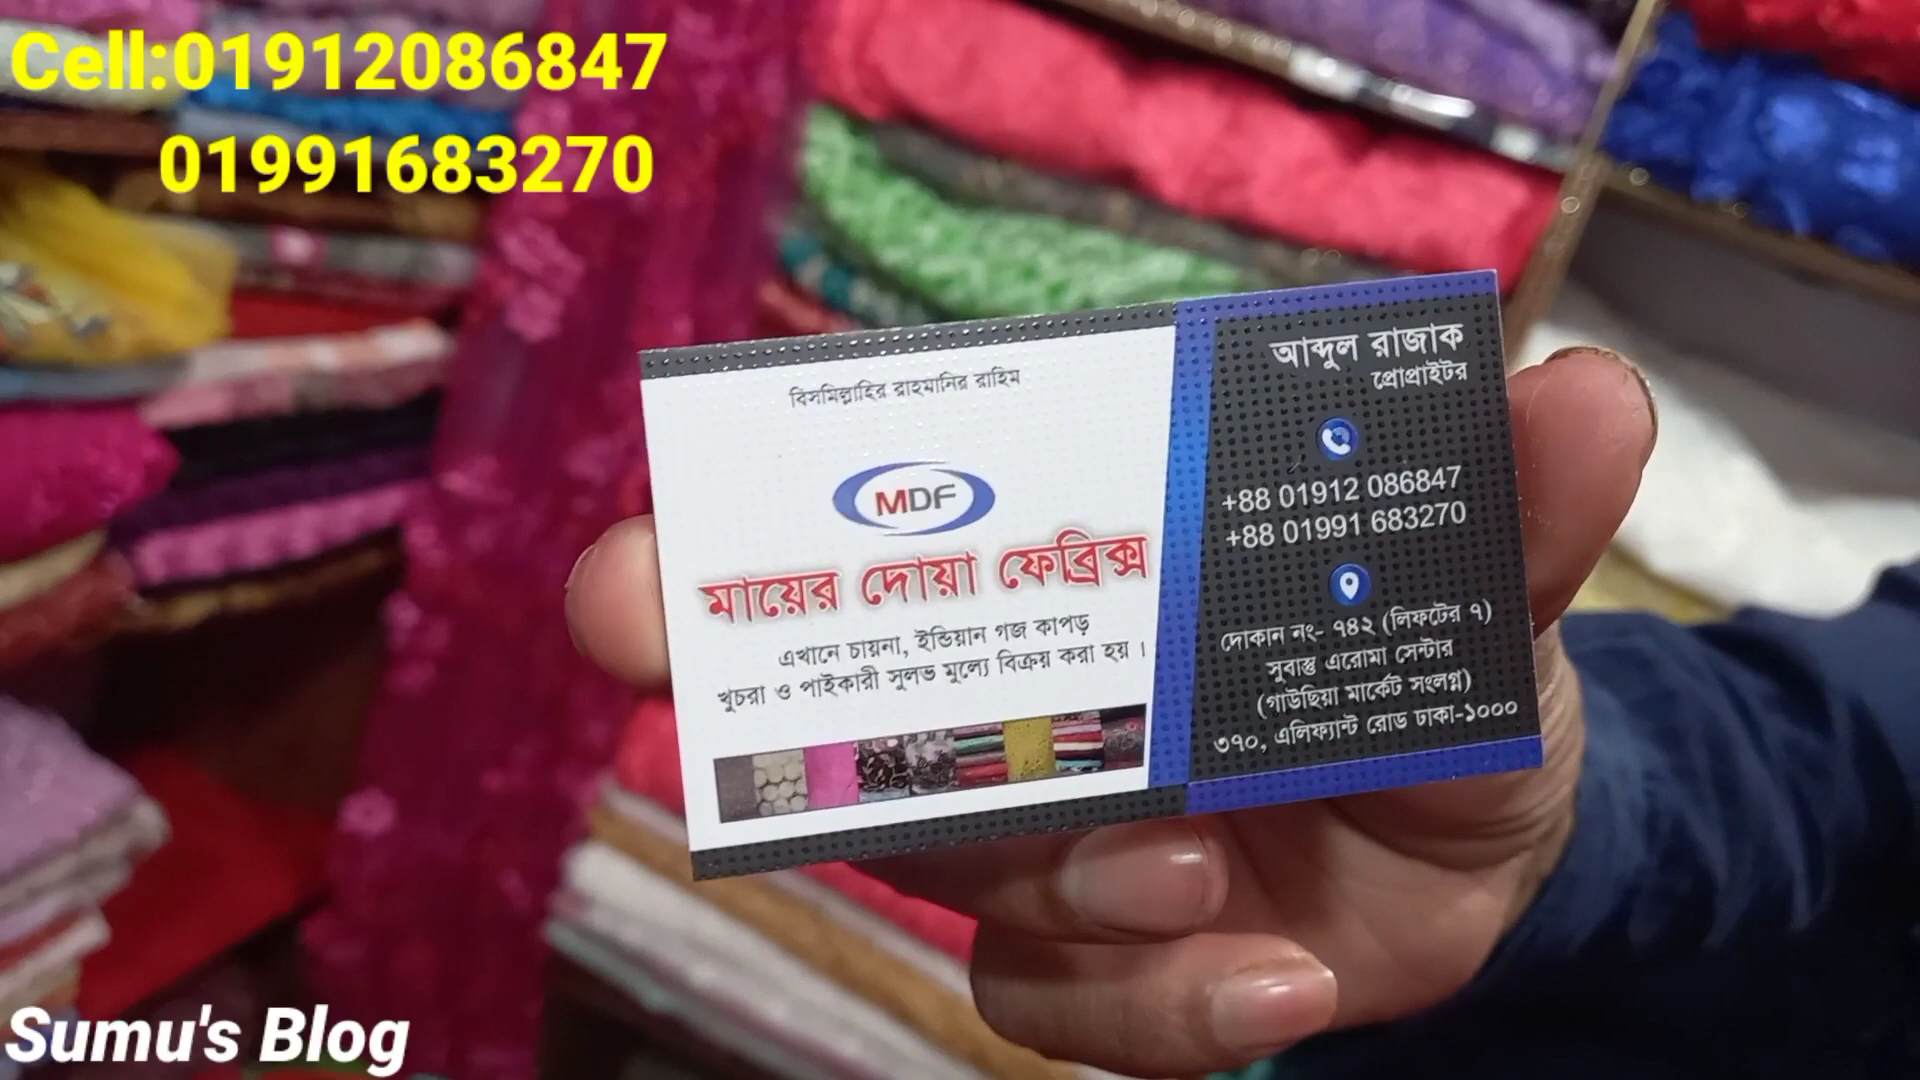 Cell:01912086847
01991683270
বিসমিল্লাহির রাহমানির রাহিম
MDF
মায়ের দোয়া ফেব্রিক্স
এখানে চায়না, ইন্ডিয়ান গজ কাপড়
খুচরা ও পাইকারী সুলভ মূল্যে বিক্রয় করা হয় ।
আব্দুল রাজাক
প্রোপ্রাইটর
+88 01912 086847
+88 01991 683270
দোকান নং- ৭৪২ (লিফটের ৭)
সুবাস্তু এরোমা সেন্টার
(গাউছিয়া মার্কেট সংলগ্ন)
৩৭০, এলিফ্যান্ট রোড ঢাকা-১০০০
Sumu's Blog